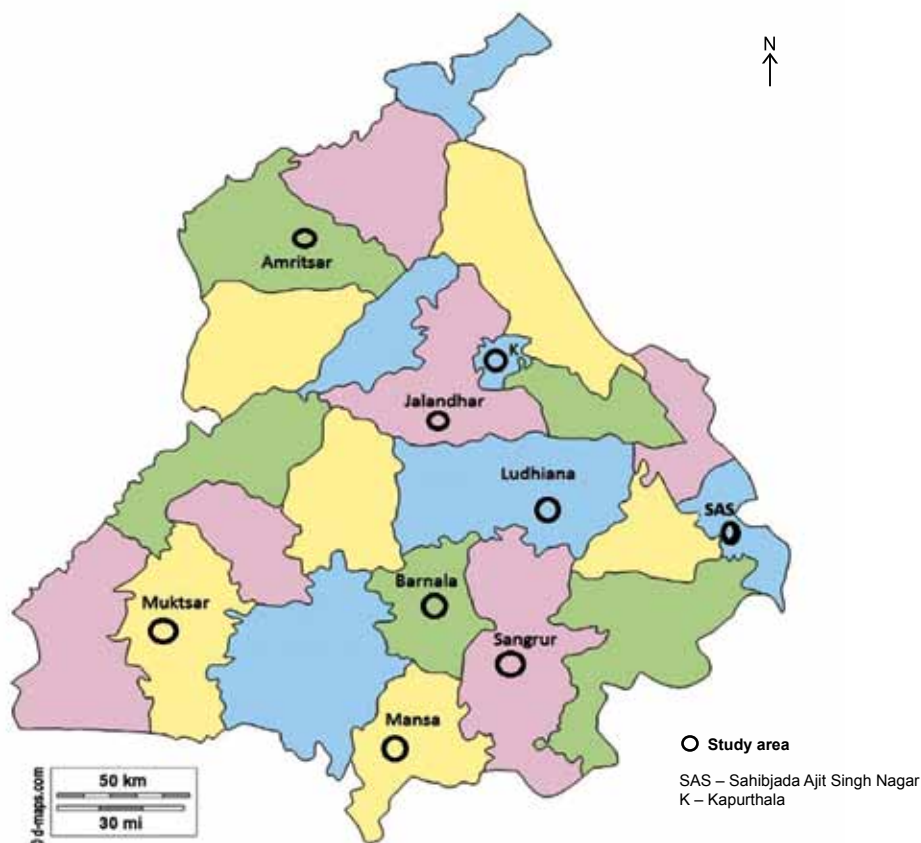 N
Amritsar
K
Jalandhar
Ludhiana
SAS
Barnala
Muktsar
Sangrur
Mansa
Study area
SAS – Sahibjada Ajit Singh Nagar
K – Kapurthala
50 km
30 mi
© d-maps.com